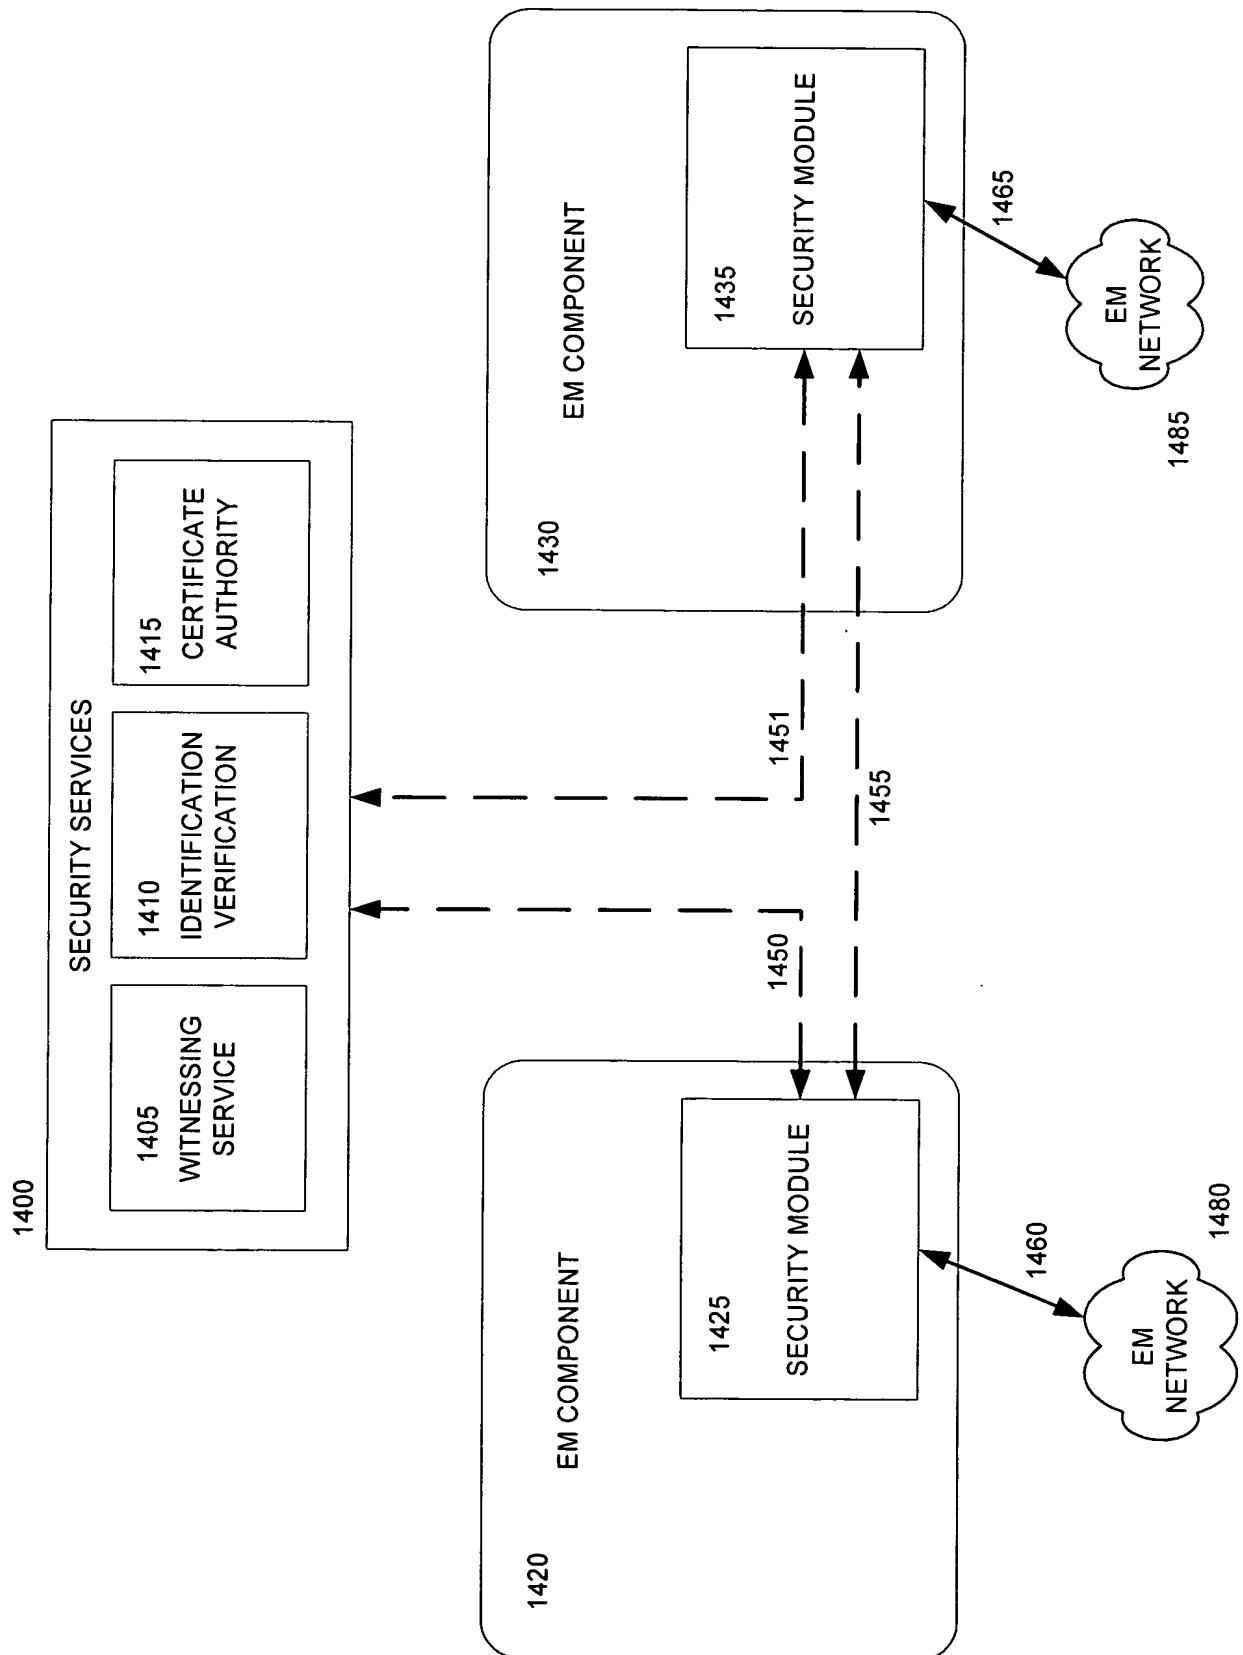 1400
SECURITY SERVICES
1405
WITNESSING
SERVICE
1410
IDENTIFICATION
VERIFICATION
1415
CERTIFICATE
AUTHORITY
1420
EM COMPONENT
1425
SECURITY MODULE
1450
1451
1455
1430
EM COMPONENT
1435
SECURITY MODULE
1460
EM
NETWORK
1480
1465
EM
NETWORK
1485